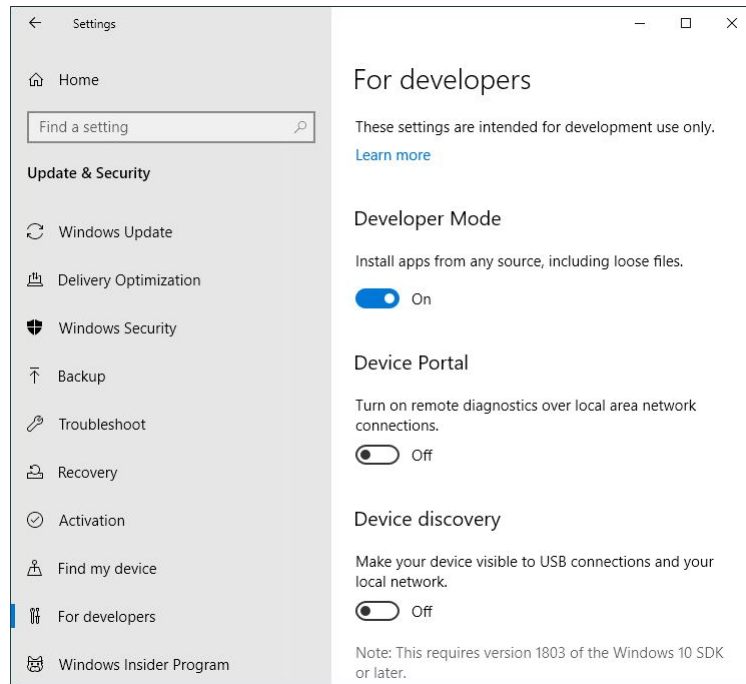 Settings
Home
Find a setting
Update & Security
Windows Update
Delivery Optimization
Windows Security
Backup
Troubleshoot
Recovery
Activation
Find my device
For developers
Windows Insider Program
For developers
These settings are intended for development use only.
Learn more
Developer Mode
Install apps from any source, including loose files.
On
Device Portal
Turn on remote diagnostics over local area network
connections.
Off
Device discovery
Make your device visible to USB connections and your
local network.
Off
Note: This requires version 1803 of the Windows 10 SDK
or later.